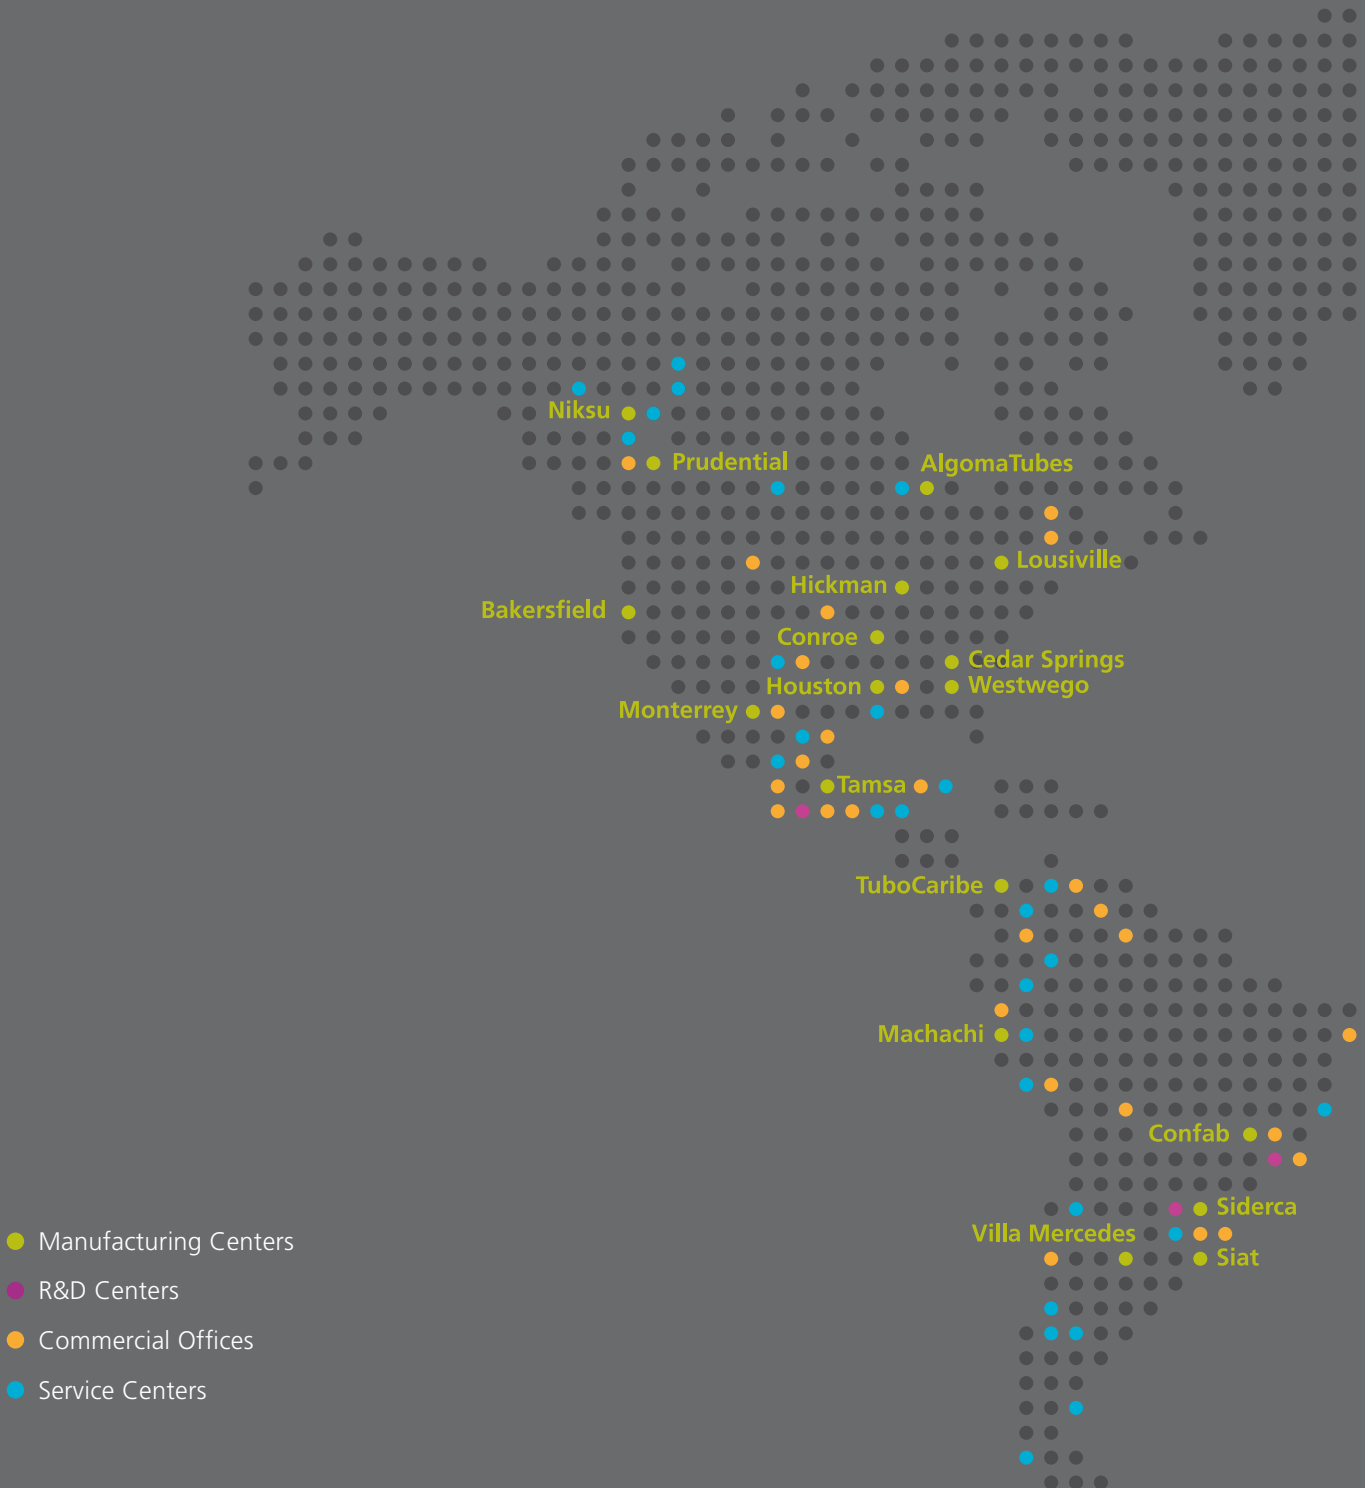 Niksu
Prudential
AlgomaTubes
Lousiville
Hickman
Bakersfield
Conroe
Cedar Springs
Houston
Westwego
Monterrey
Tamsa
TuboCaribe
Machachi
Confab
Siderca
Villa Mercedes
Siat
Manufacturing Centers
R&D Centers
Commercial Offices
Service Centers